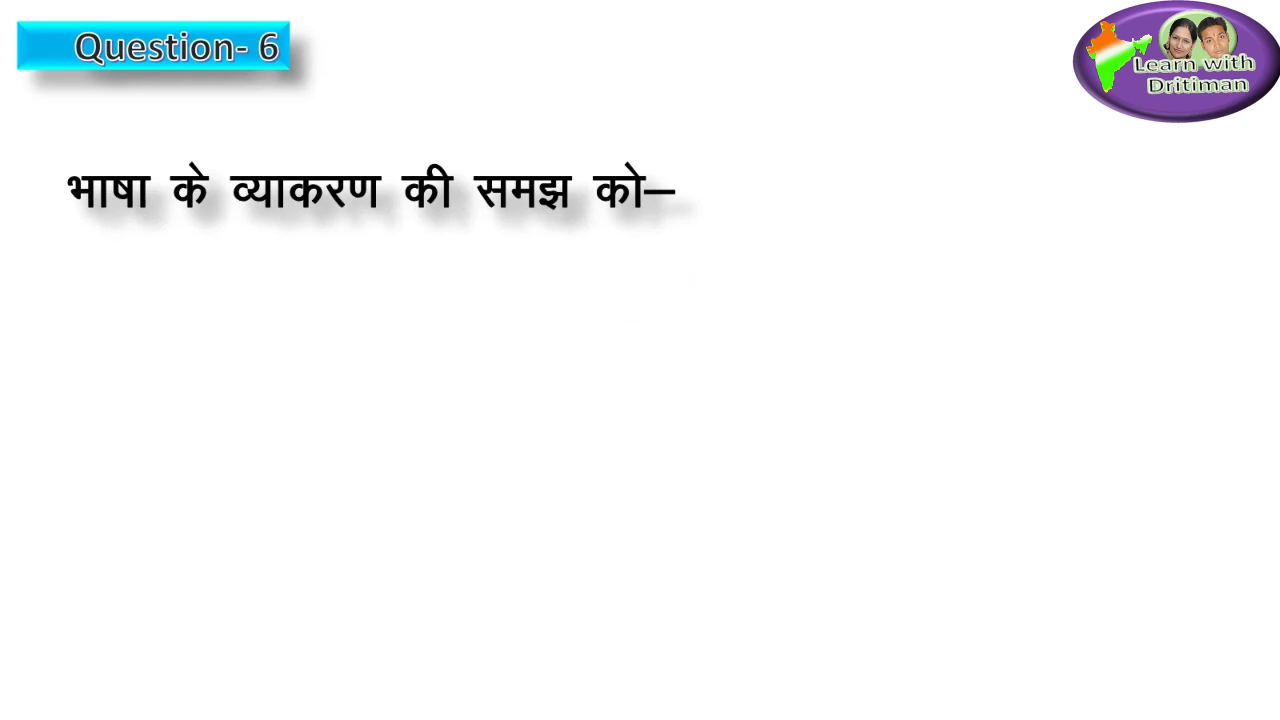 Question- 6
Learn with
Dritiman
भाषा के व्याकरण की समझ को—